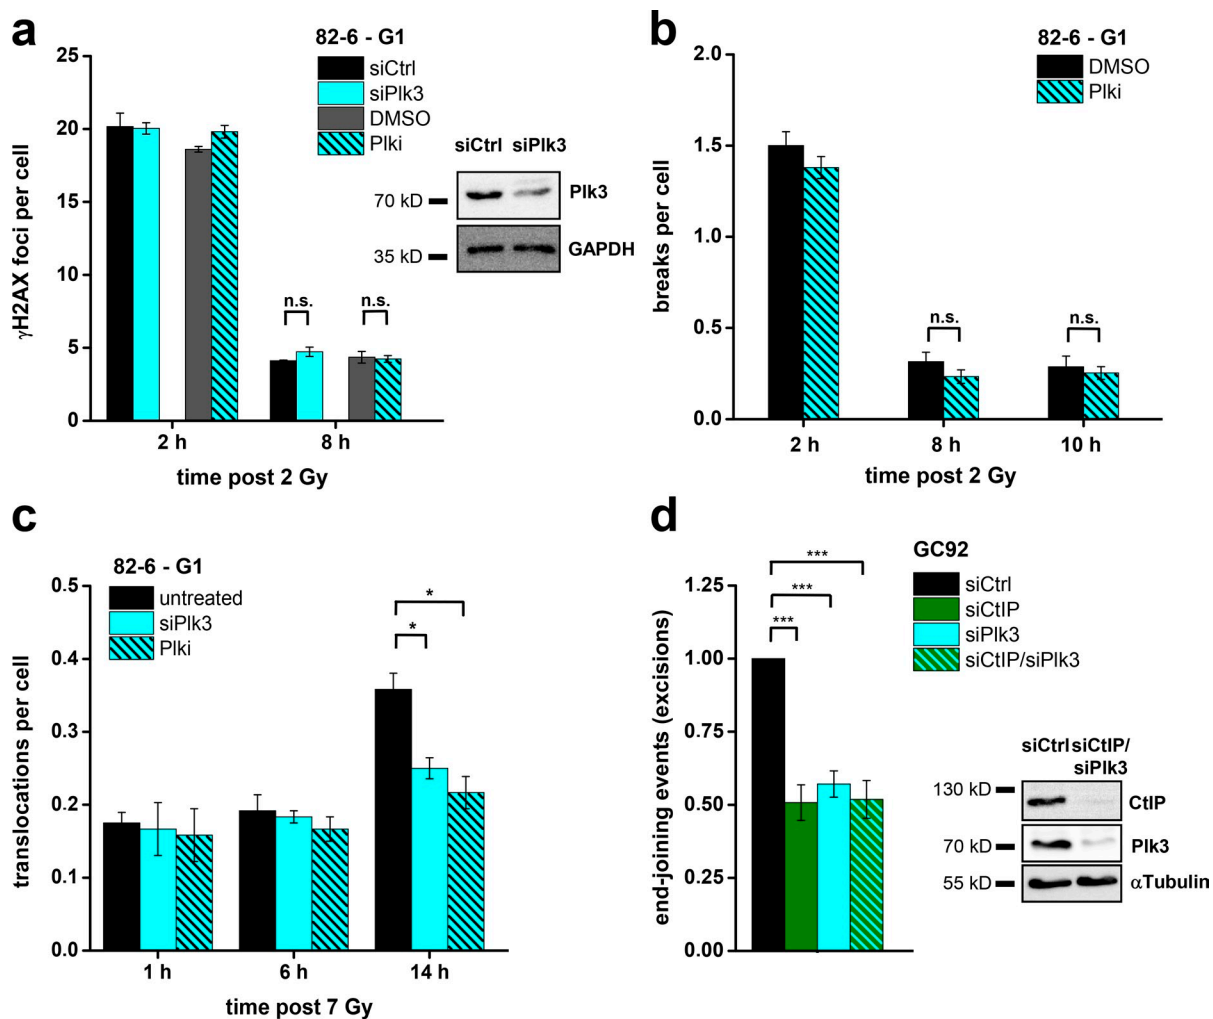 a
82-6 - G1
siCtrl
siPlk3
DMSO
Plki
γH2AX foci per cell
25
20
15
10
5
0
n.s.
n.s.
2 h
8 h
time post 2 Gy
siCtrl siPlk3
70 kD
Plk3
35 kD
GAPDH
b
82-6 - G1
DMSO
Plki
breaks per cell
2.0
1.5
1.0
0.5
0.0
n.s.
n.s.
2 h
8 h
10 h
time post 2 Gy
c
82-6 - G1
untreated
siPlk3
Plki
translocations per cell
0.5
0.4
0.3
0.2
0.1
0.0
*
*
1 h
6 h
14 h
time post 7 Gy
d
GC92
siCtrl
siCtIP
siPlk3
siCtIP/siPlk3
end-joining events (excisions)
1.25
1.00
0.75
0.50
0.25
0.00
***
***
***
siCtrl siCtIP/
siPlk3
130 kD
CtIP
70 kD
Plk3
55 kD
αTubulin